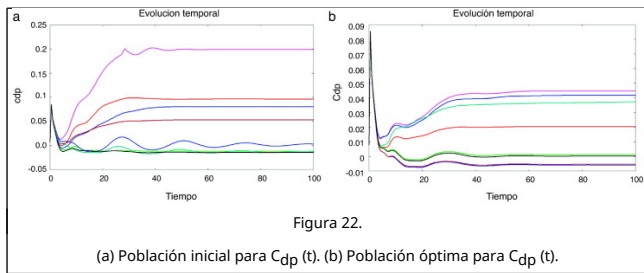 a
Evolucion temporal
0.25
0.2
0.15
cdp
0.1
0.05
0.00
-0.05
0 20 40 60 80 100
Tiempo
b
Evolución temporal
0.09
0.08
0.07
0.06
0.05
Cdp
0.04
0.03
0.02
0.01
0
-0.01
0 20 40 60 80 100
Tiempo
Figura 22.
(a) Población inicial para Cdp (t). (b) Población óptima para Cdp (t).